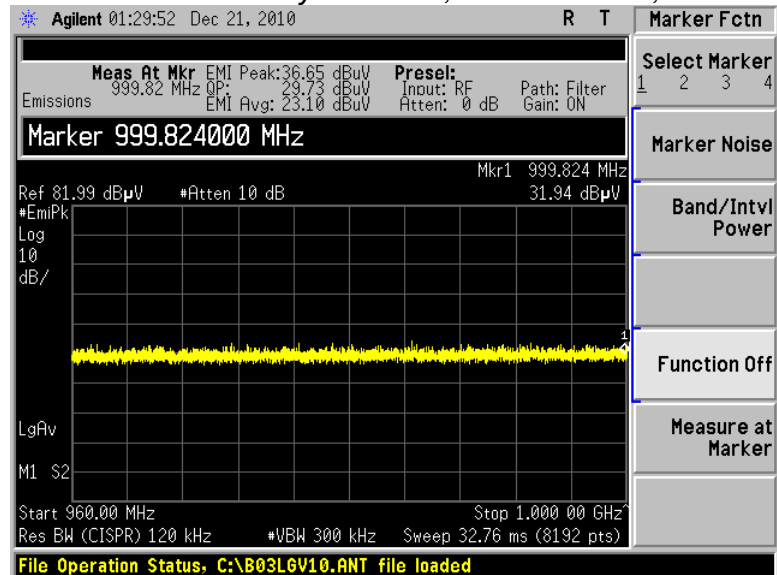 Agilent 01:29:52 Dec 21, 2010 R T
Marker Fctn
Meas At Mkr EMI Peak:36.65 dBuV Presel:
999.82 MHz QP: 29.73 dBuV Input: RF Path: Filter
Emissions EMI Avg: 23.10 dBuV Atten: 0 dB Gain: ON
Marker 999.824000 MHz
Mkr1 999.824 MHz
Ref 81.99 dBµV #Atten 10 dB 31.94 dBµV
#EmiPk
Log
10
dB/
1
LgAv
M1 S2
Start 960.00 MHz Stop 1.000 00 GHz^
Res BW (CISPR) 120 kHz #VBW 300 kHz Sweep 32.76 ms (8192 pts)
File Operation Status, C:\B03LGV10.ANT file loaded
Select Marker
1 2 3 4
Marker Noise
Band/Intvl
Power
Function Off
Measure at
Marker